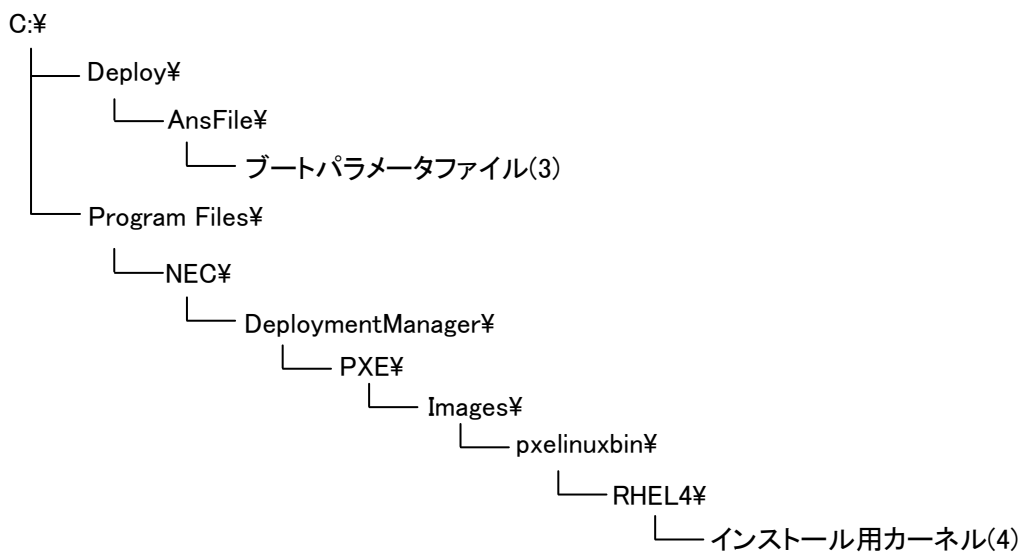 C:¥
Deploy¥
AnsFile¥
ブートパラメータファイル(3)
Program Files¥
NEC¥
DeploymentManager¥
PXE¥
Images¥
pxelinuxbin¥
RHEL4¥
インストール用カーネル(4)